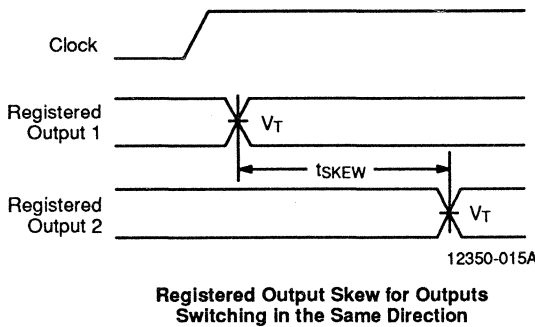 Clock
Registered
Output 1
VT
tSKEW
Registered
Output 2
VT
12350-015A
Registered Output Skew for Outputs
Switching in the Same Direction